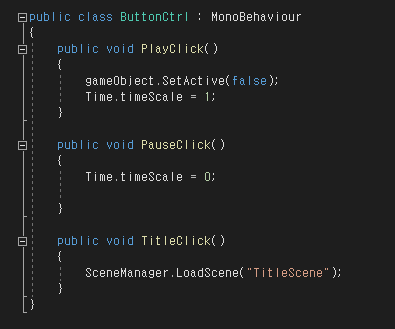 public class ButtonCtrl : MonoBehaviour
{
    public void PlayClick()
    {
        gameObject.SetActive(false);
        Time.timeScale = 1;
    }
    public void PauseClick()
    {
        Time.timeScale = 0;
    }
    public void TitleClick()
    {
        SceneManager.LoadScene("TitleScene");
    }
}